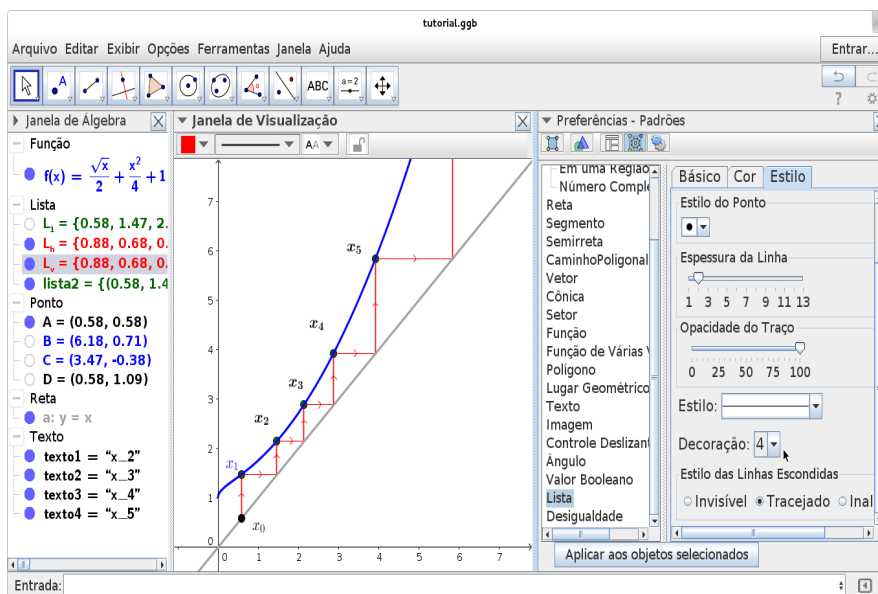 tutorial.ggb
Arquivo Editar Exibir Opções Ferramentas Janela Ajuda
Entrar...
A
ABC
a=2
?
Janela de Álgebra
Função
f(x) = √x/2 + x²/4 + 1
Lista
L₁ = {0.58, 1.47, 2.
Lₕ = {0.88, 0.68, 0.
Lᵥ = {0.88, 0.68, 0.
lista2 = {(0.58, 1.4
Ponto
A = (0.58, 0.58)
B = (6.18, 0.71)
C = (3.47, -0.38)
D = (0.58, 1.09)
Reta
a: y = x
Texto
texto1 = “x_2”
texto2 = “x_3”
texto3 = “x_4”
texto4 = “x_5”
Janela de Visualização
AA
7
6
5
4
3
2
1
0
0 1 2 3 4 5 6 7
x₅
x₄
x₃
x₂
x₁
x₀
Preferências - Padrões
Em uma Região
Número Comple
Reta
Segmento
Semirreta
CaminhoPoligonal
Vetor
Cônica
Setor
Função
Função de Várias V
Polígono
Lugar Geométrico
Texto
Imagem
Controle Deslizant
Ângulo
Valor Booleano
Lista
Desigualdade
Básico Cor Estilo
Estilo do Ponto
Espessura da Linha
1 3 5 7 9 11 13
Opacidade do Traço
0 25 50 75 100
Estilo:
Decoração: 4
Estilo das Linhas Escondidas
Invisível Tracejado Inal
Aplicar aos objetos selecionados
Entrada: